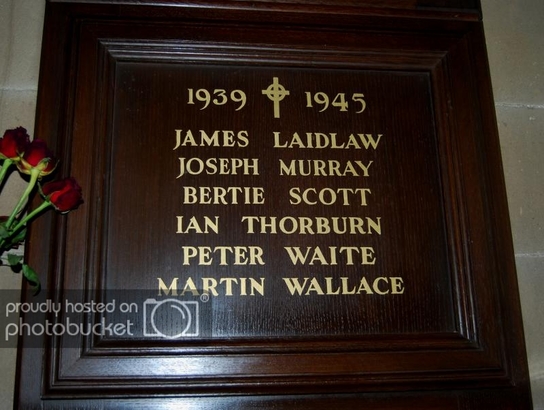 1939 1945
JAMES LAIDLAW
JOSEPH MURRAY
BERTIE SCOTT
IAN THORBURN
PETER WAITE
MARTIN WALLACE
proudly hosted on
photobucket®